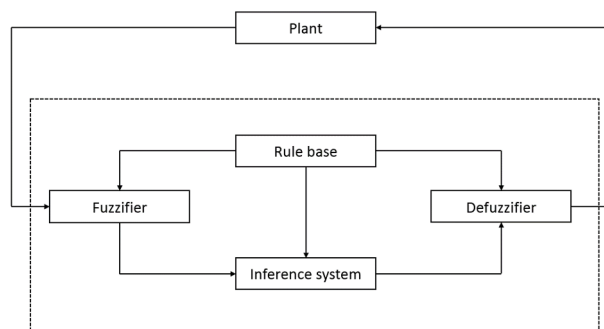 Plant
Rule base
Fuzzifier
Defuzzifier
Inference system